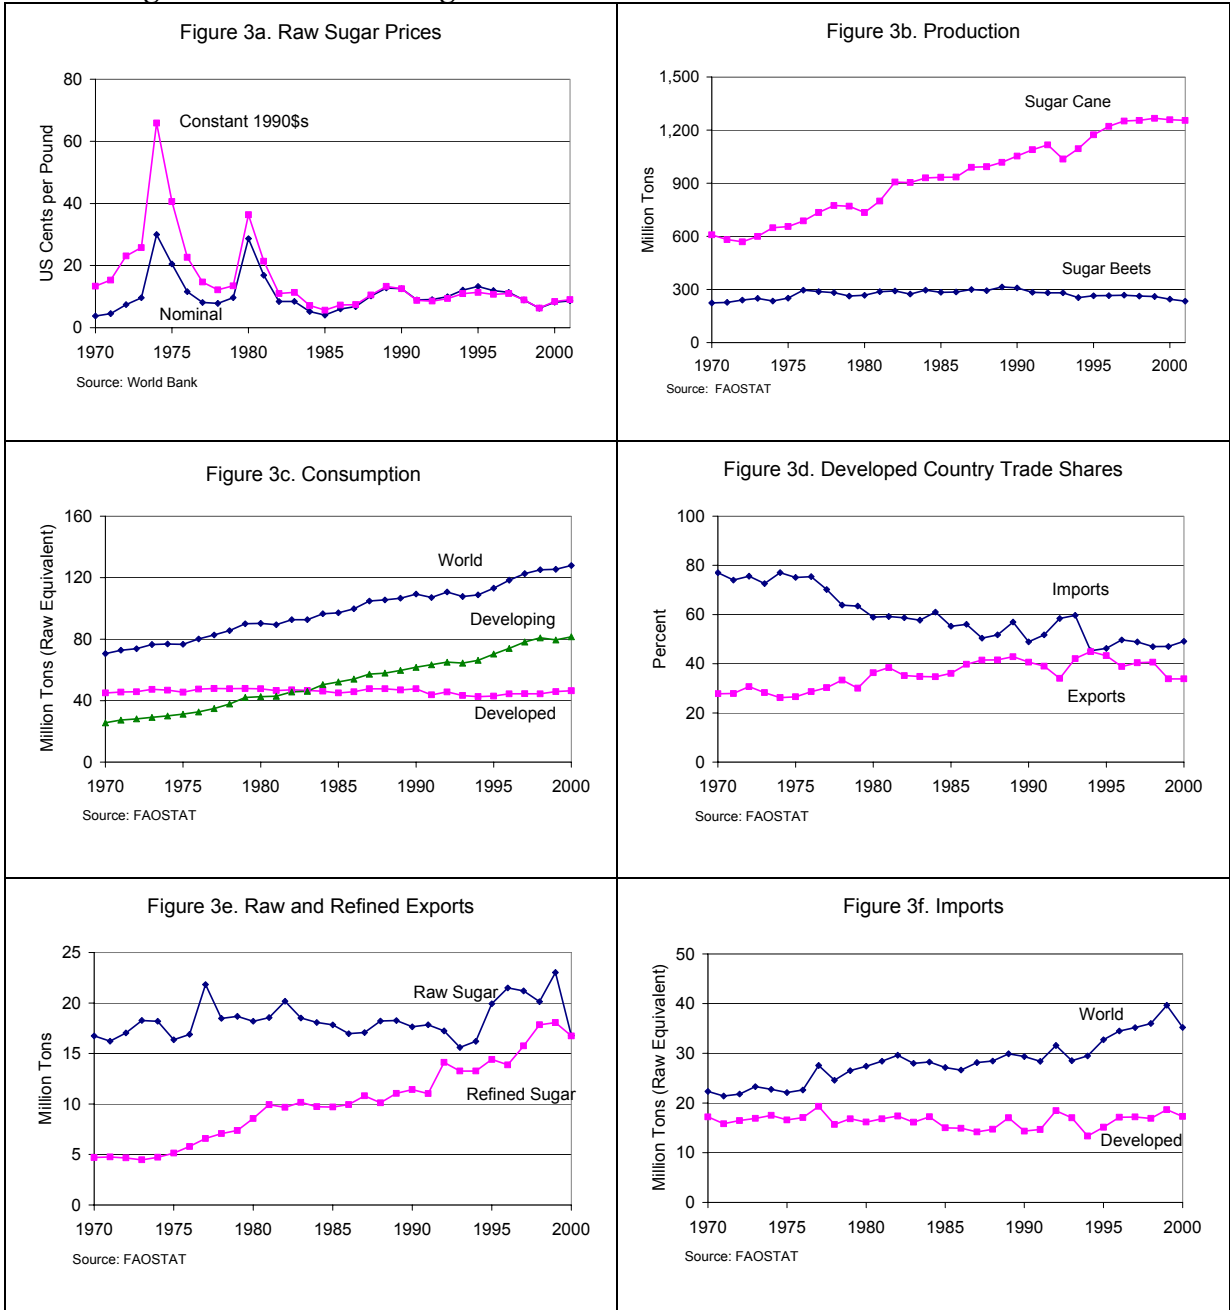 Figure 3a. Raw Sugar Prices
US Cents per Pound
80
60
40
20
0
Constant 1990$s
Nominal
1970 1975 1980 1985 1990 1995 2000
Source: World Bank
Figure 3b. Production
Million Tons
1,500
1,200
900
600
300
0
Sugar Cane
Sugar Beets
1970 1975 1980 1985 1990 1995 2000
Source: FAOSTAT
Figure 3c. Consumption
Million Tons (Raw Equivalent)
160
120
80
40
0
World
Developing
Developed
1970 1975 1980 1985 1990 1995 2000
Source: FAOSTAT
Figure 3d. Developed Country Trade Shares
Percent
100
80
60
40
20
0
Imports
Exports
1970 1975 1980 1985 1990 1995 2000
Source: FAOSTAT
Figure 3e. Raw and Refined Exports
Million Tons
25
20
15
10
5
0
Raw Sugar
Refined Sugar
1970 1975 1980 1985 1990 1995 2000
Source: FAOSTAT
Figure 3f. Imports
Million Tons (Raw Equivalent)
50
40
30
20
10
0
World
Developed
1970 1975 1980 1985 1990 1995 2000
Source: FAOSTAT